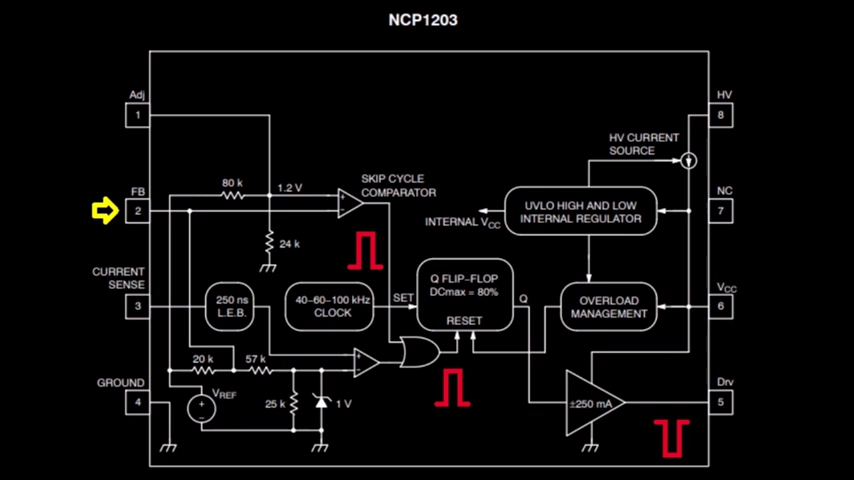 NCP1203
Adj
1
HV
8
HV CURRENT
SOURCE
80 k
1.2 V
SKIP CYCLE
COMPARATOR
+
−
FB
2
NC
7
UVLO HIGH AND LOW
INTERNAL REGULATOR
INTERNAL VCC
24 k
CURRENT
SENSE
3
250 ns
L.E.B.
40−60−100 kHz
CLOCK
SET
Q FLIP−FLOP
DCmax = 80%
RESET
Q
OVERLOAD
MANAGEMENT
VCC
6
20 k
57 k
+
−
GROUND
4
VREF
+
−
25 k
1 V
±250 mA
Drv
5